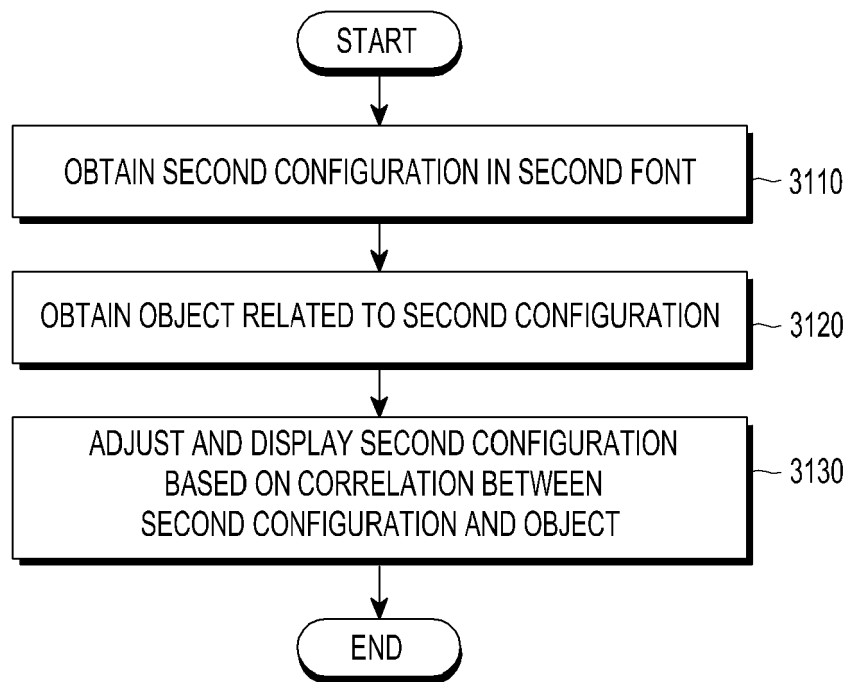 START
OBTAIN SECOND CONFIGURATION IN SECOND FONT
3110
OBTAIN OBJECT RELATED TO SECOND CONFIGURATION
3120
ADJUST AND DISPLAY SECOND CONFIGURATION
BASED ON CORRELATION BETWEEN
SECOND CONFIGURATION AND OBJECT
3130
END